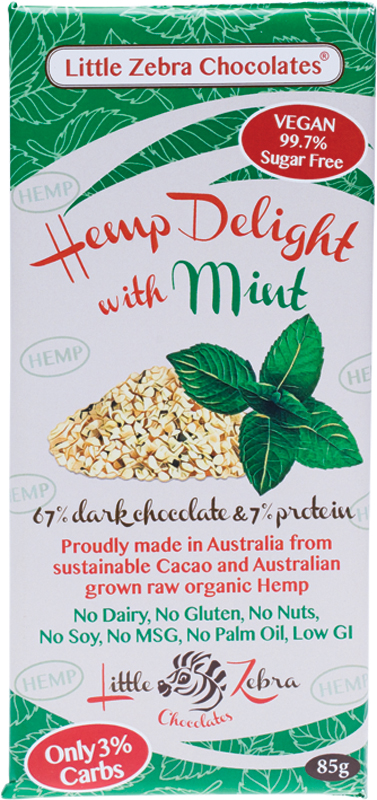 Little Zebra Chocolates®
VEGAN
99.7%
Sugar Free
HEMP
Hemp Delight
with Mint
HEMP
HE
HEMP
67% dark chocolate & 7% protein
Proudly made in Australia from
sustainable Cacao and Australian
grown raw organic Hemp
No Dairy, No Gluten, No Nuts,
No Soy, No MSG, No Palm Oil, Low GI
HEMP
HEMP
Little Zebra
Chocolates
Only 3%
Carbs
85g